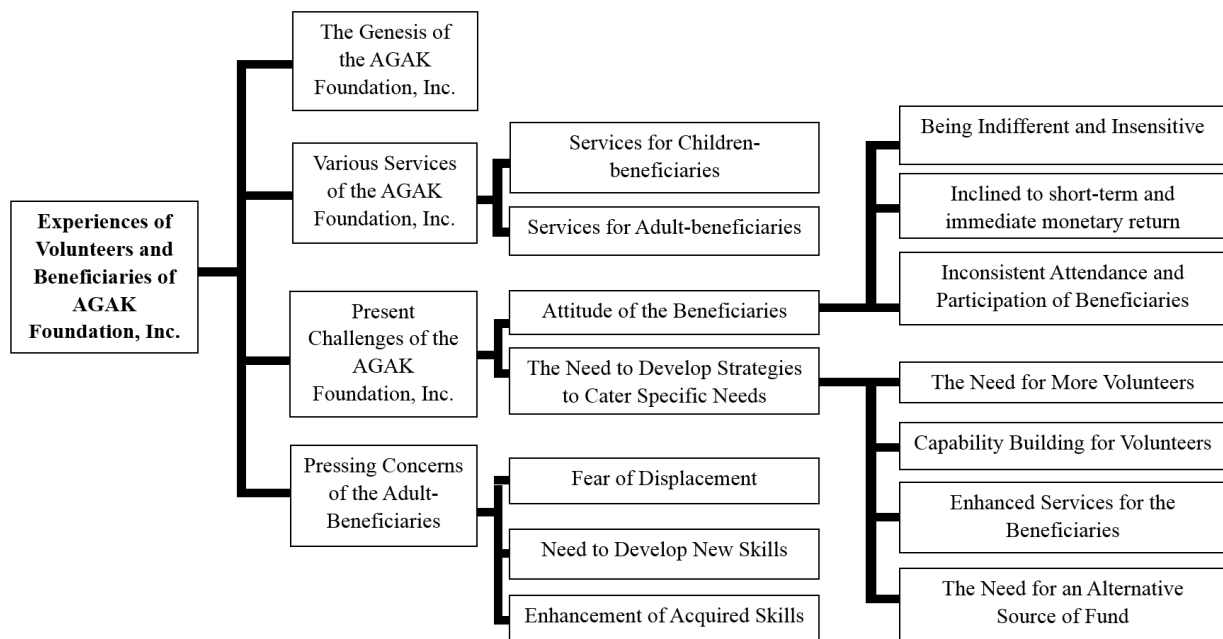 Experiences of
Volunteers and
Beneficiaries of
AGAK
Foundation, Inc.
The Genesis of
the AGAK
Foundation, Inc.
Various Services
of the AGAK
Foundation, Inc.
Services for Children-
beneficiaries
Services for Adult-beneficiaries
Present
Challenges of the
AGAK
Foundation, Inc.
Attitude of the Beneficiaries
Being Indifferent and Insensitive
Inclined to short-term and
immediate monetary return
Inconsistent Attendance and
Participation of Beneficiaries
The Need to Develop Strategies
to Cater Specific Needs
The Need for More Volunteers
Capability Building for Volunteers
Enhanced Services for the
Beneficiaries
The Need for an Alternative
Source of Fund
Pressing Concerns
of the Adult-
Beneficiaries
Fear of Displacement
Need to Develop New Skills
Enhancement of Acquired Skills